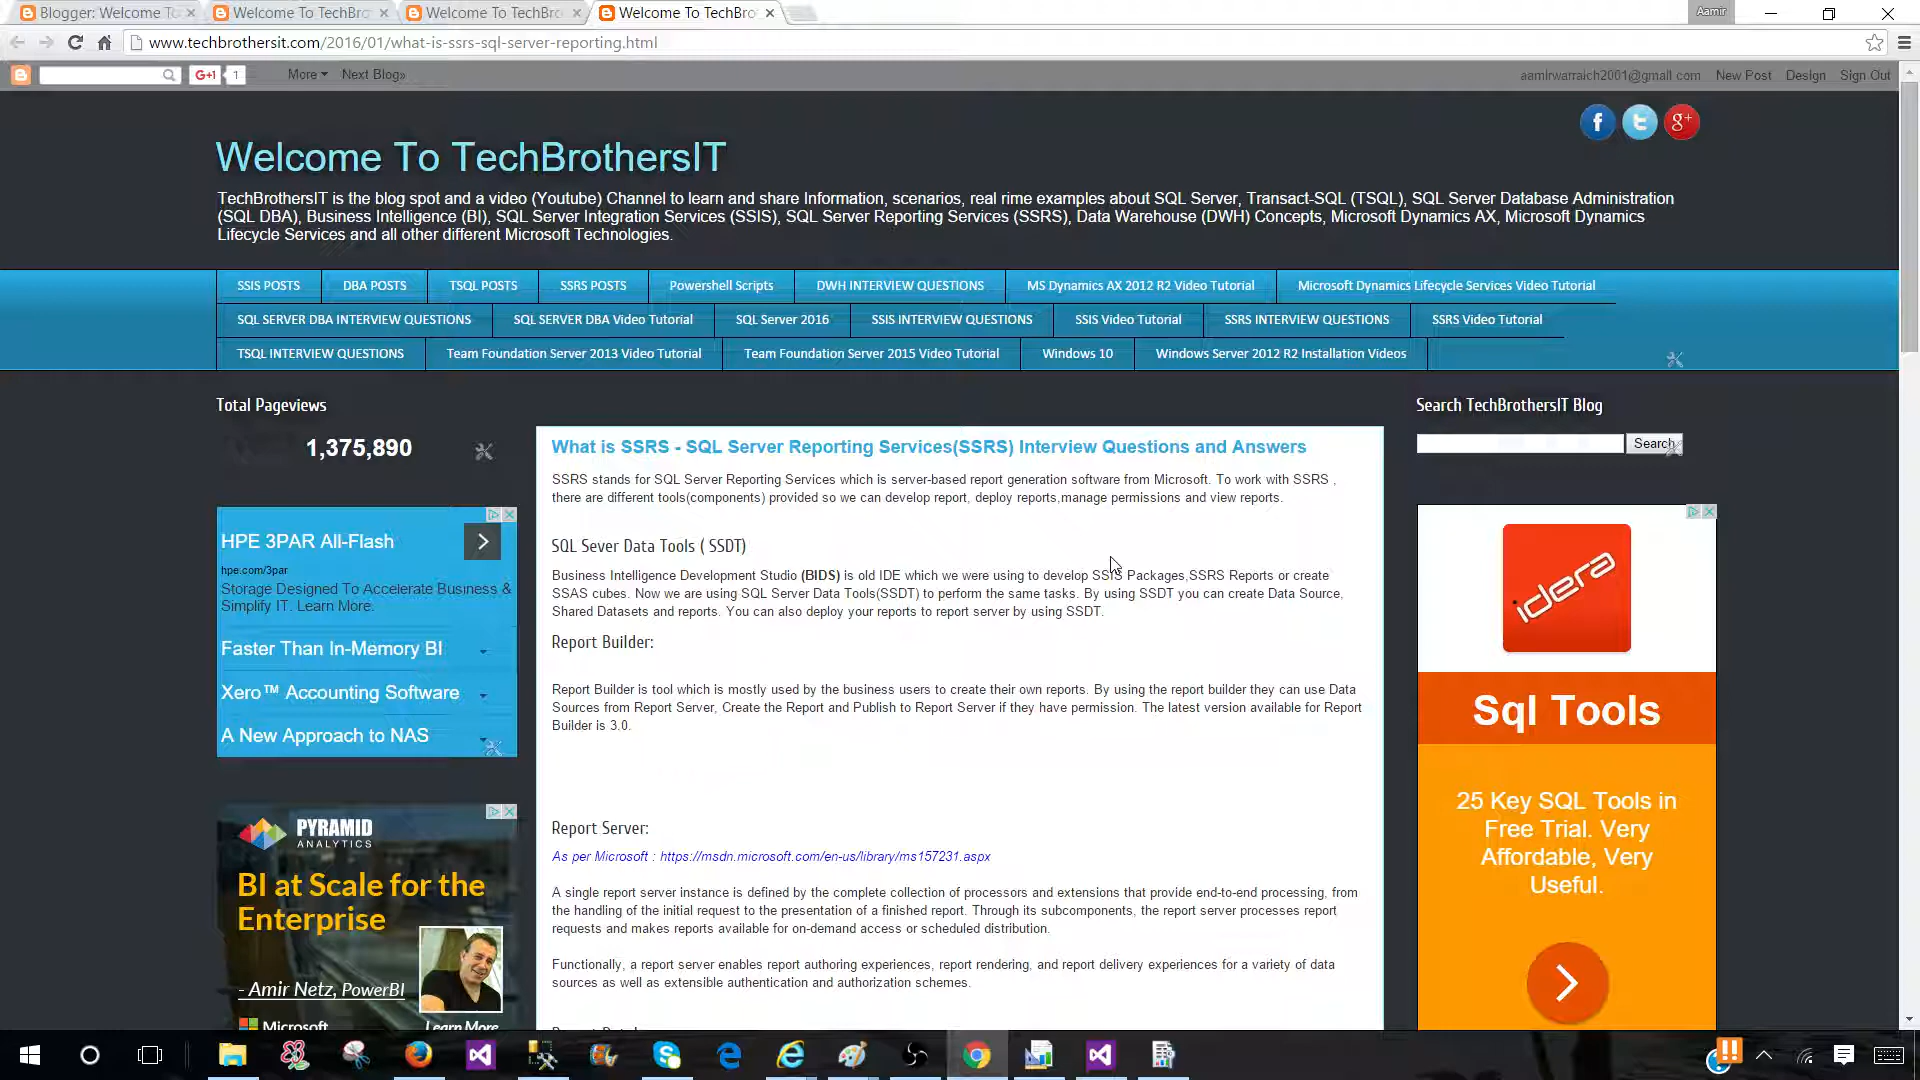 Blogger: Welcome To
Welcome To TechBro
Welcome To TechBro
Welcome To TechBro
Aamir
www.techbrothersit.com/2016/01/what-is-ssrs-sql-server-reporting.html
G+1
1
More
Next Blog»
aamirwarraich2001@gmail.com
New Post
Design
Sign Out
Welcome To TechBrothersIT
TechBrothersIT is the blog spot and a video (Youtube) Channel to learn and share Information, scenarios, real rime examples about SQL Server, Transact-SQL (TSQL), SQL Server Database Administration
(SQL DBA), Business Intelligence (BI), SQL Server Integration Services (SSIS), SQL Server Reporting Services (SSRS), Data Warehouse (DWH) Concepts, Microsoft Dynamics AX, Microsoft Dynamics
Lifecycle Services and all other different Microsoft Technologies.
SSIS POSTS
DBA POSTS
TSQL POSTS
SSRS POSTS
Powershell Scripts
DWH INTERVIEW QUESTIONS
MS Dynamics AX 2012 R2 Video Tutorial
Microsoft Dynamics Lifecycle Services Video Tutorial
SQL SERVER DBA INTERVIEW QUESTIONS
SQL SERVER DBA Video Tutorial
SQL Server 2016
SSIS INTERVIEW QUESTIONS
SSIS Video Tutorial
SSRS INTERVIEW QUESTIONS
SSRS Video Tutorial
TSQL INTERVIEW QUESTIONS
Team Foundation Server 2013 Video Tutorial
Team Foundation Server 2015 Video Tutorial
Windows 10
Windows Server 2012 R2 Installation Videos
Total Pageviews
1,375,890
HPE 3PAR All-Flash
hpe.com/3par
Storage Designed To Accelerate Business &
Simplify IT. Learn More.
Faster Than In-Memory BI
Xero™ Accounting Software
A New Approach to NAS
PYRAMID
ANALYTICS
BI at Scale for the
Enterprise
- Amir Netz, PowerBI
Microsoft
Learn More
What is SSRS - SQL Server Reporting Services(SSRS) Interview Questions and Answers
SSRS stands for SQL Server Reporting Services which is server-based report generation software from Microsoft. To work with SSRS ,
there are different tools(components) provided so we can develop report, deploy reports,manage permissions and view reports.
SQL Sever Data Tools ( SSDT)
Business Intelligence Development Studio (BIDS) is old IDE which we were using to develop SSIS Packages,SSRS Reports or create
SSAS cubes. Now we are using SQL Server Data Tools(SSDT) to perform the same tasks. By using SSDT you can create Data Source,
Shared Datasets and reports. You can also deploy your reports to report server by using SSDT.
Report Builder:
Report Builder is tool which is mostly used by the business users to create their own reports. By using the report builder they can use Data
Sources from Report Server, Create the Report and Publish to Report Server if they have permission. The latest version available for Report
Builder is 3.0.
Report Server:
As per Microsoft : https://msdn.microsoft.com/en-us/library/ms157231.aspx
A single report server instance is defined by the complete collection of processors and extensions that provide end-to-end processing, from
the handling of the initial request to the presentation of a finished report. Through its subcomponents, the report server processes report
requests and makes reports available for on-demand access or scheduled distribution.
Functionally, a report server enables report authoring experiences, report rendering, and report delivery experiences for a variety of data
sources as well as extensible authentication and authorization schemes.
Search TechBrothersIT Blog
Search
idera
Sql Tools
25 Key SQL Tools in
Free Trial. Very
Affordable, Very
Useful.